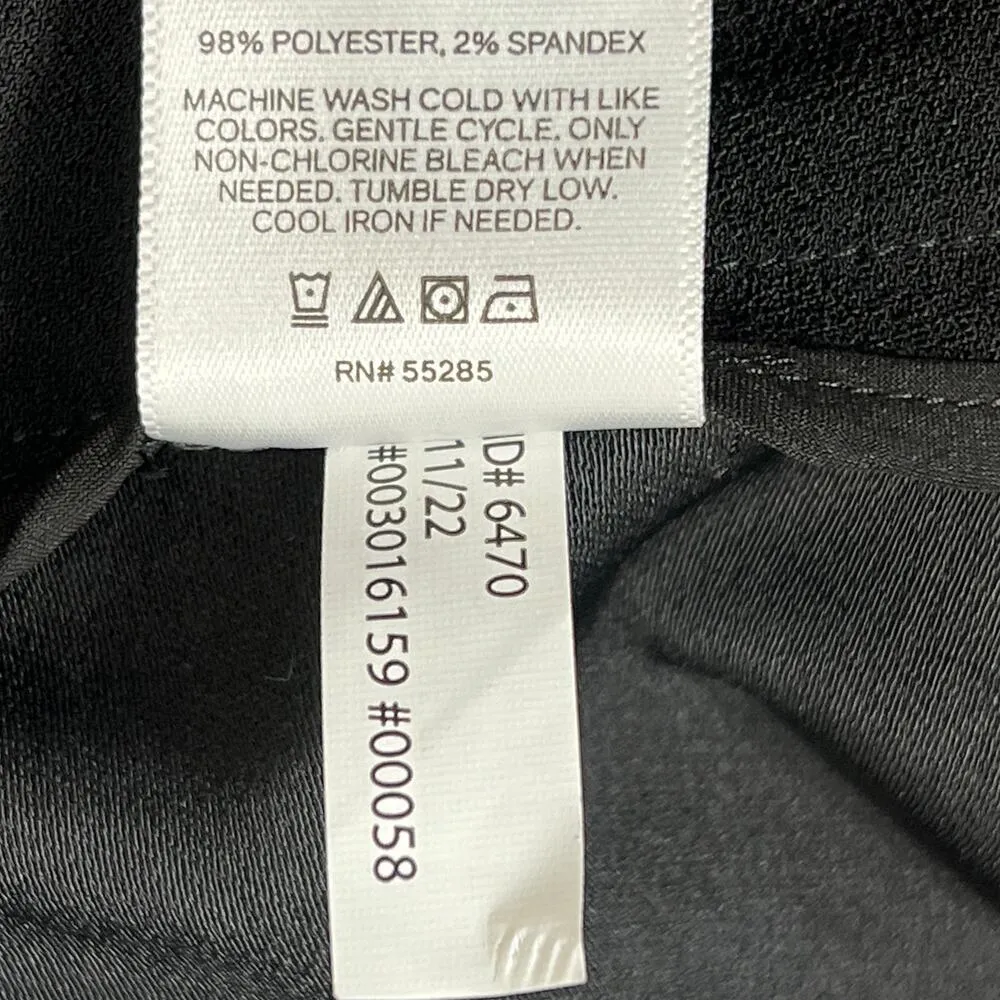 98% POLYESTER, 2% SPANDEX
MACHINE WASH COLD WITH LIKE
COLORS. GENTLE CYCLE. ONLY
NON-CHLORINE BLEACH WHEN
NEEDED. TUMBLE DRY LOW.
COOL IRON IF NEEDED.
RN# 55285
ID# 6470
11/22
#003016159 #00058